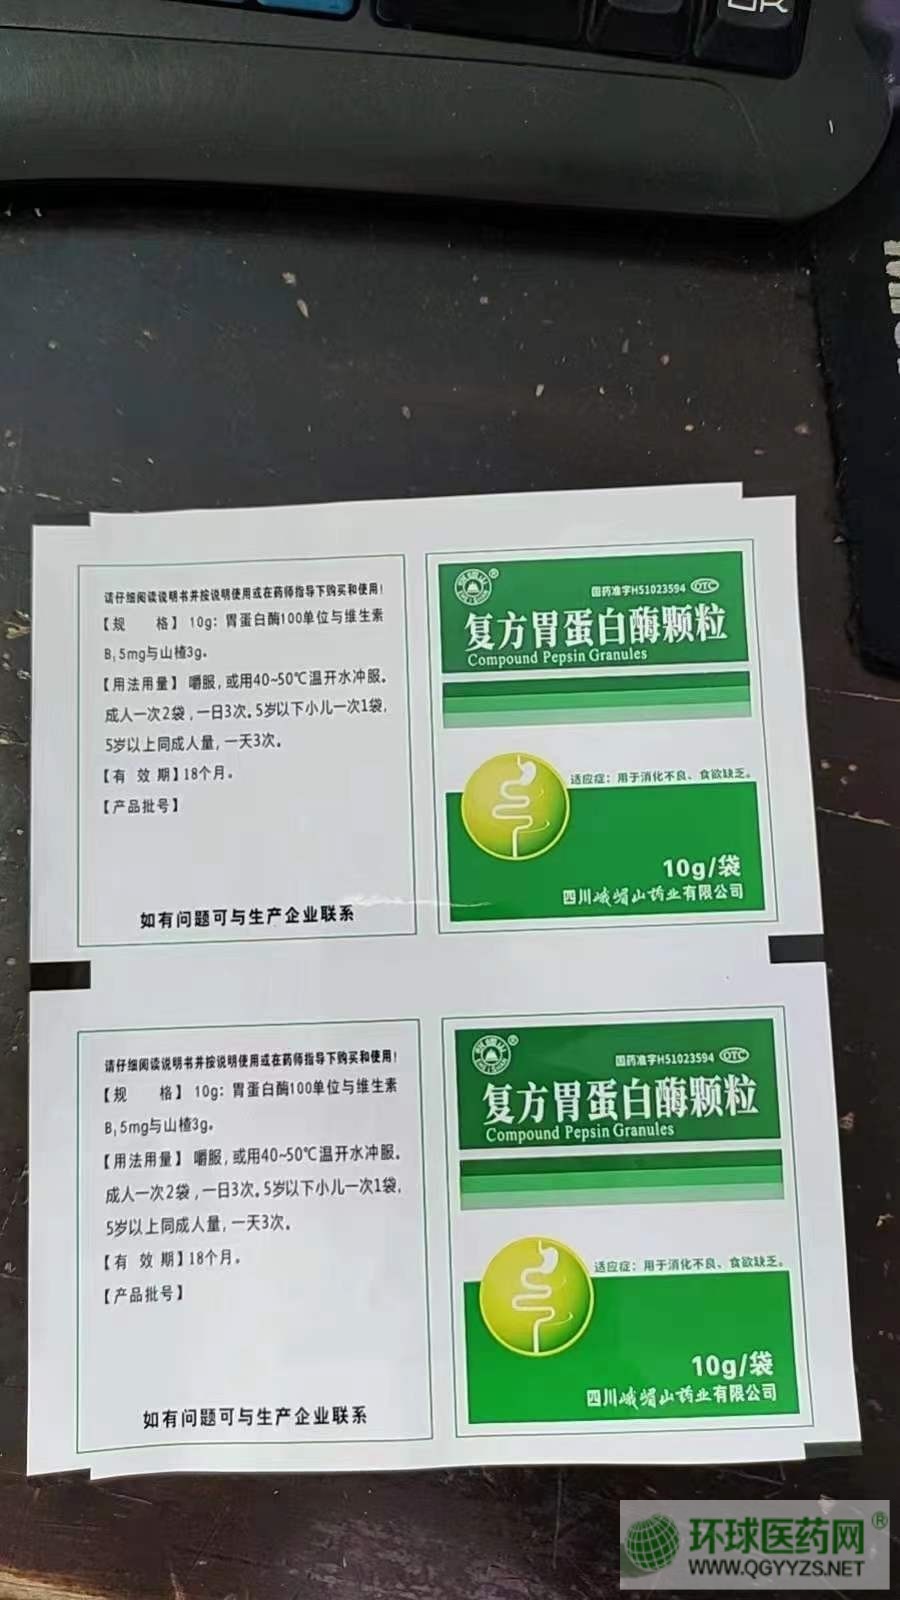 请仔细阅读说明书并按说明使用或在药师指导下购买和使用！
【规 格】 10g：胃蛋白酶100单位与维生素
B₁5mg与山楂3g。
【用法用量】 嚼服，或用40~50℃温开水冲服。
成人一次2袋，一日3次。5岁以下小儿一次1袋，
5岁以上同成人量，一天3次。
【有 效 期】18个月。
【产品批号】
如有问题可与生产企业联系
®
国药准字H51023594 OTC
复方胃蛋白酶颗粒
Compound Pepsin Granules
适应症：用于消化不良、食欲缺乏。
10g/袋
四川峨嵋山药业有限公司
请仔细阅读说明书并按说明使用或在药师指导下购买和使用！
【规 格】 10g：胃蛋白酶100单位与维生素
B₁5mg与山楂3g。
【用法用量】 嚼服，或用40~50℃温开水冲服。
成人一次2袋，一日3次。5岁以下小儿一次1袋，
5岁以上同成人量，一天3次。
【有 效 期】18个月。
【产品批号】
如有问题可与生产企业联系
®
国药准字H51023594 OTC
复方胃蛋白酶颗粒
Compound Pepsin Granules
适应症：用于消化不良、食欲缺乏。
10g/袋
四川峨嵋山药业有限公司
环球医药网®
WWW.QGYYZS.NET